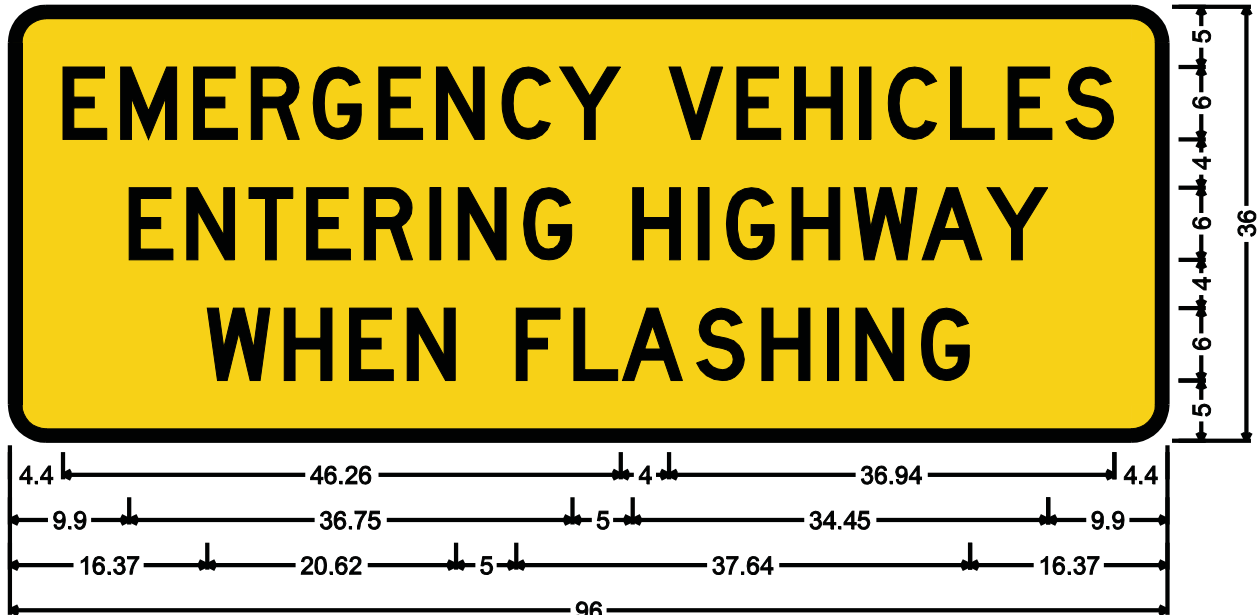 EMERGENCY VEHICLES
ENTERING HIGHWAY
WHEN FLASHING
5
6
4
6
4
6
5
36
4.4 46.26 4 36.94 4.4
9.9 36.75 5 34.45 9.9
16.37 20.62 5 37.64 16.37
96